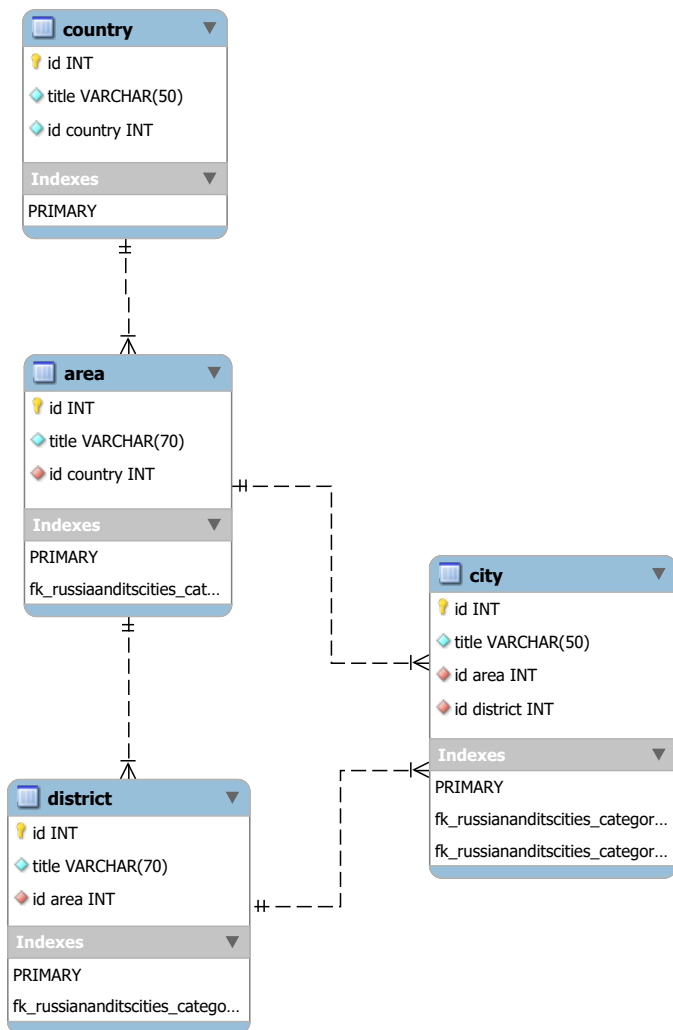 country
id INT
title VARCHAR(50)
id country INT
Indexes
PRIMARY
area
id INT
title VARCHAR(70)
id country INT
Indexes
PRIMARY
fk_russiaanditscities_cat...
district
id INT
title VARCHAR(70)
id area INT
Indexes
PRIMARY
fk_russiananditscities_catego...
city
id INT
title VARCHAR(50)
id area INT
id district INT
Indexes
PRIMARY
fk_russiananditscities_categor...
fk_russiananditscities_categor...